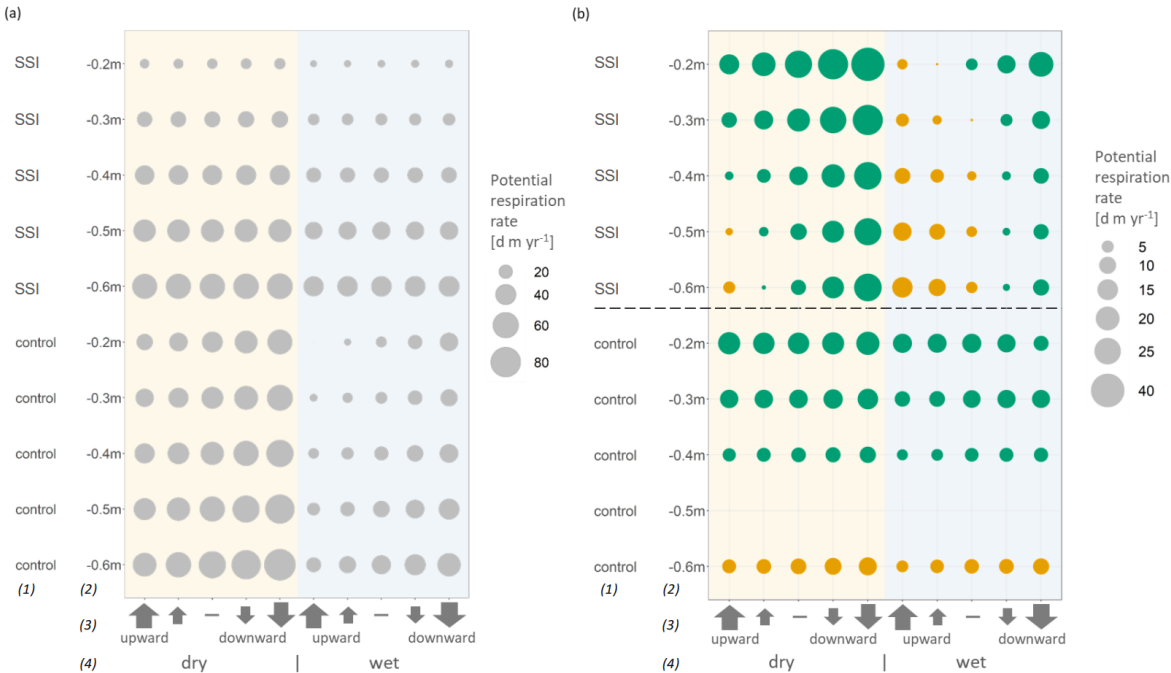 (a)
SSI -0.2m
SSI -0.3m
SSI -0.4m
SSI -0.5m
SSI -0.6m
control -0.2m
control -0.3m
control -0.4m
control -0.5m
control -0.6m
(1) (2)
(3) upward downward upward downward
(4) dry | wet
Potential
respiration
rate
[d m yr⁻¹]
20
40
60
80
(b)
SSI -0.2m
SSI -0.3m
SSI -0.4m
SSI -0.5m
SSI -0.6m
control -0.2m
control -0.3m
control -0.4m
control -0.5m
control -0.6m
(1) (2)
(3) upward downward upward downward
(4) dry | wet
Potential
respiration
rate
[d m yr⁻¹]
5
10
15
20
25
40